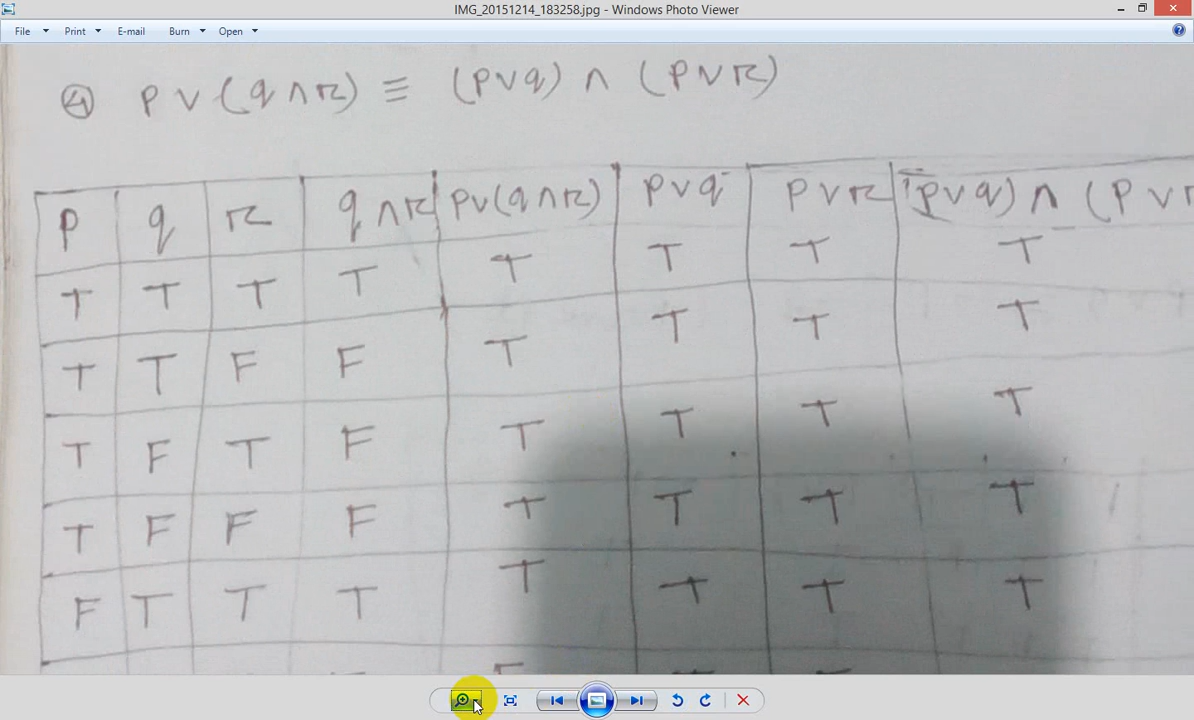 IMG_20151214_183258.jpg - Windows Photo Viewer
File Print E-mail Burn Open
④ p ∨ (q ∧ r) ≡ (p ∨ q) ∧ (p ∨ r)
p q r q ∧ r p ∨ (q ∧ r) p ∨ q p ∨ r (p ∨ q) ∧ (p ∨ r
T T T T T T T T
T T F F T T T T
T F T F T T T T
T F F F T T T T
F T T T T T T T